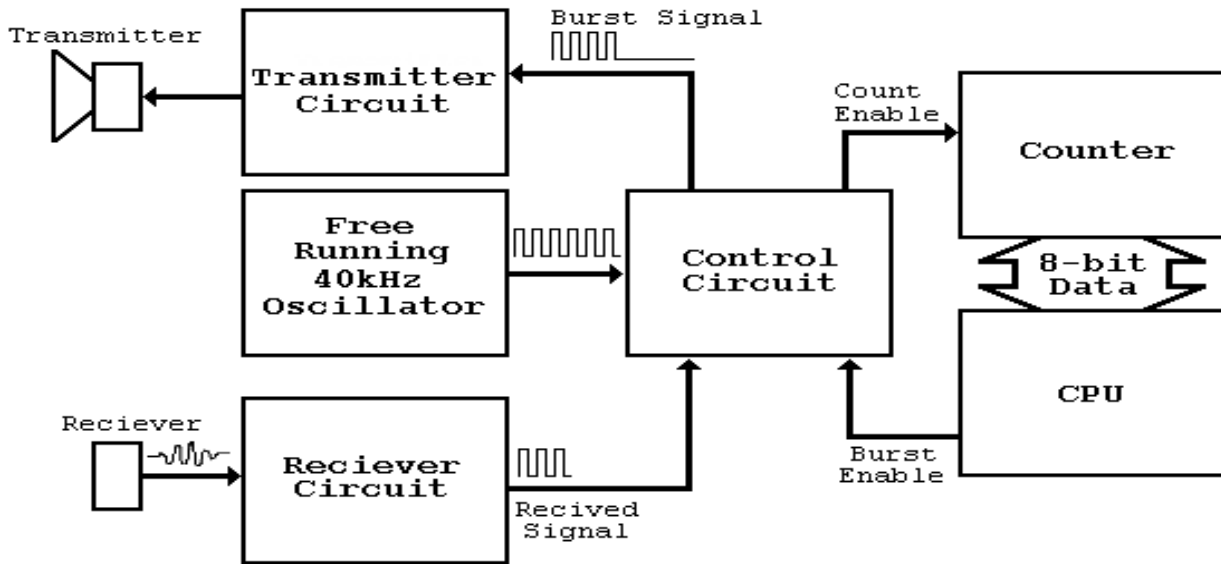 Burst Signal
Transmitter
Transmitter
Circuit
Count
Enable
Counter
Free
Running
40kHz
Oscillator
Control
Circuit
8-bit
Data
CPU
Reciever
Reciever
Circuit
Burst
Enable
Recived
Signal